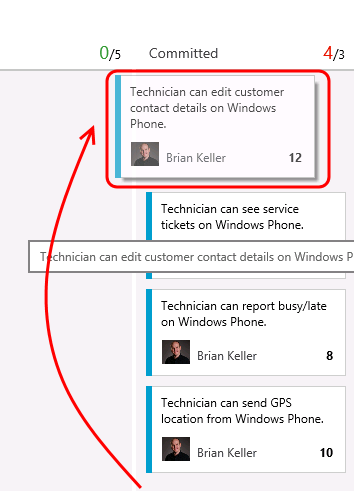 0/5 Committed 4/3
Technician can edit customer
contact details on Windows
Phone.
Brian Keller 12
Technician can see service
tickets on Windows Phone.
Technician can edit customer contact details on Windows P
Technician can report busy/late
on Windows Phone.
Brian Keller 8
Technician can send GPS
location from Windows Phone.
Brian Keller 10